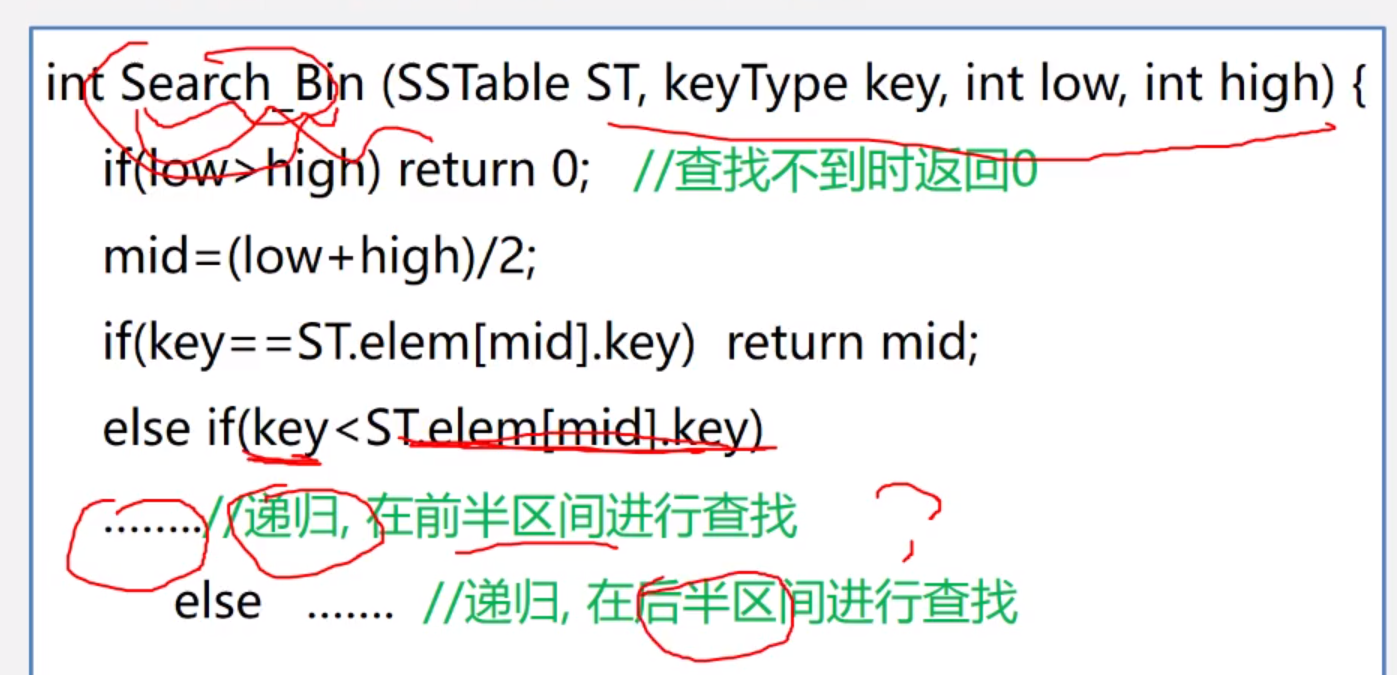 int Search_Bin (SSTable ST, keyType key, int low, int high) {
if(low>high) return 0; //查找不到时返回0
mid=(low+high)/2;
if(key==ST.elem[mid].key) return mid;
else if(key<ST.elem[mid].key)
........//递归, 在前半区间进行查找
?
else ....... //递归, 在后半区间进行查找